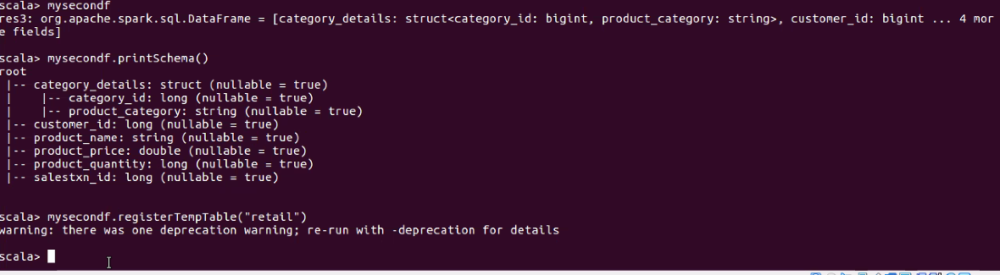 scala> myseconddf
res3: org.apache.spark.sql.DataFrame = [category_details: struct<category_id: bigint, product_category: string>, customer_id: bigint ... 4 mor
e fields]
scala> myseconddf.printSchema()
root
|-- category_details: struct (nullable = true)
|    |-- category_id: long (nullable = true)
|    |-- product_category: string (nullable = true)
|-- customer_id: long (nullable = true)
|-- product_name: string (nullable = true)
|-- product_price: double (nullable = true)
|-- product_quantity: long (nullable = true)
|-- salestxn_id: long (nullable = true)
scala> myseconddf.registerTempTable("retail")
warning: there was one deprecation warning; re-run with -deprecation for details
scala>